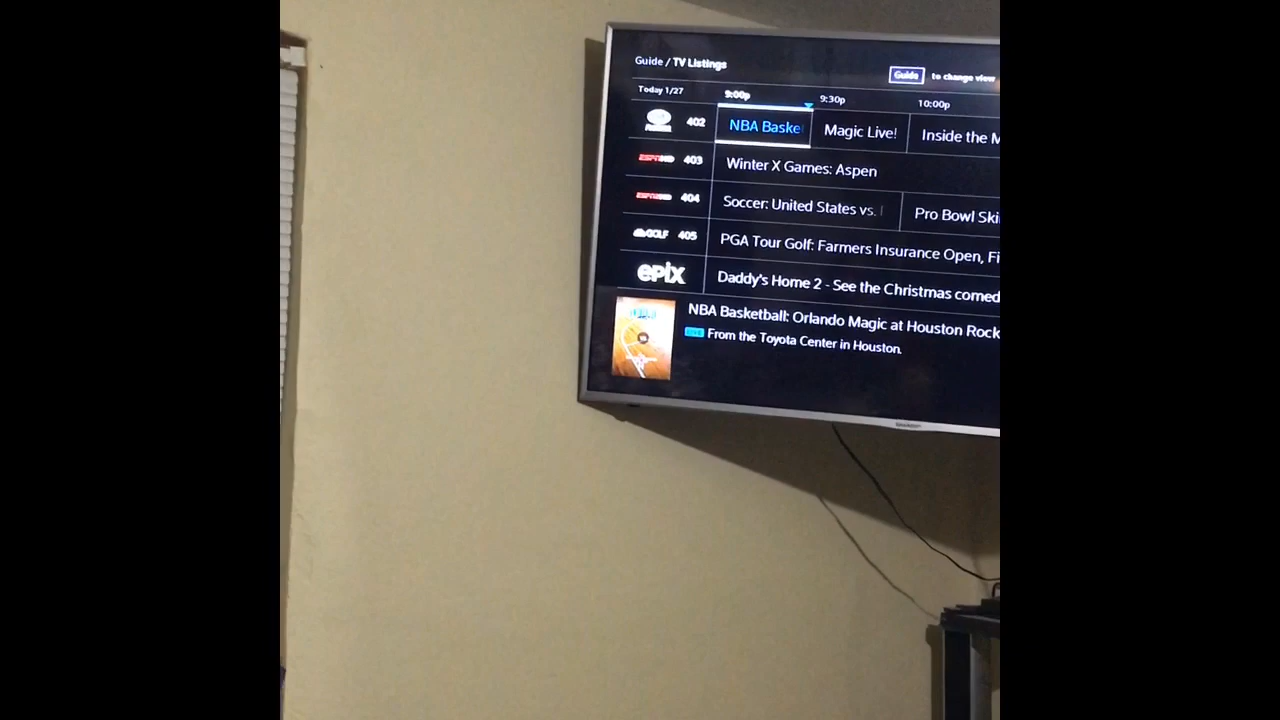 Guide / TV Listings
Guide to change view
Today 1/27 9:00p 9:30p 10:00p
402 NBA Baske Magic Live! Inside the M
403 Winter X Games: Aspen
404 Soccer: United States vs. Pro Bowl Ski
GOLF 405 PGA Tour Golf: Farmers Insurance Open, Fi
epix Daddy's Home 2 - See the Christmas comed
NBA Basketball: Orlando Magic at Houston Rock
LIVE From the Toyota Center in Houston.
SHARP